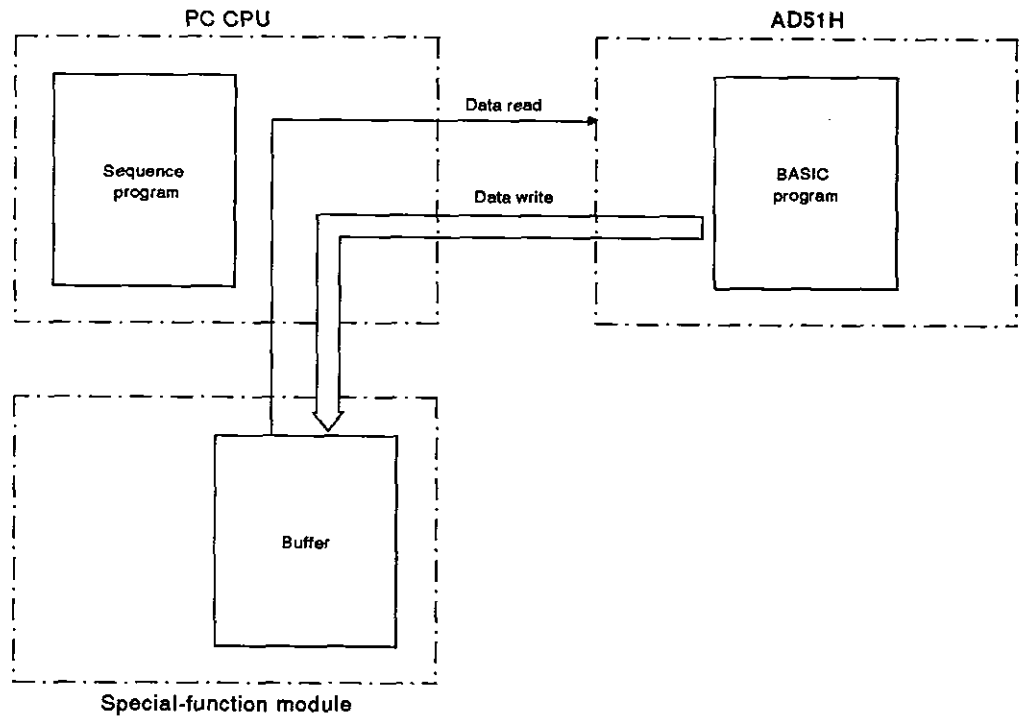 PC CPU
AD51H
Data read
Sequence
program
BASIC
program
Data write
Buffer
Special-function module